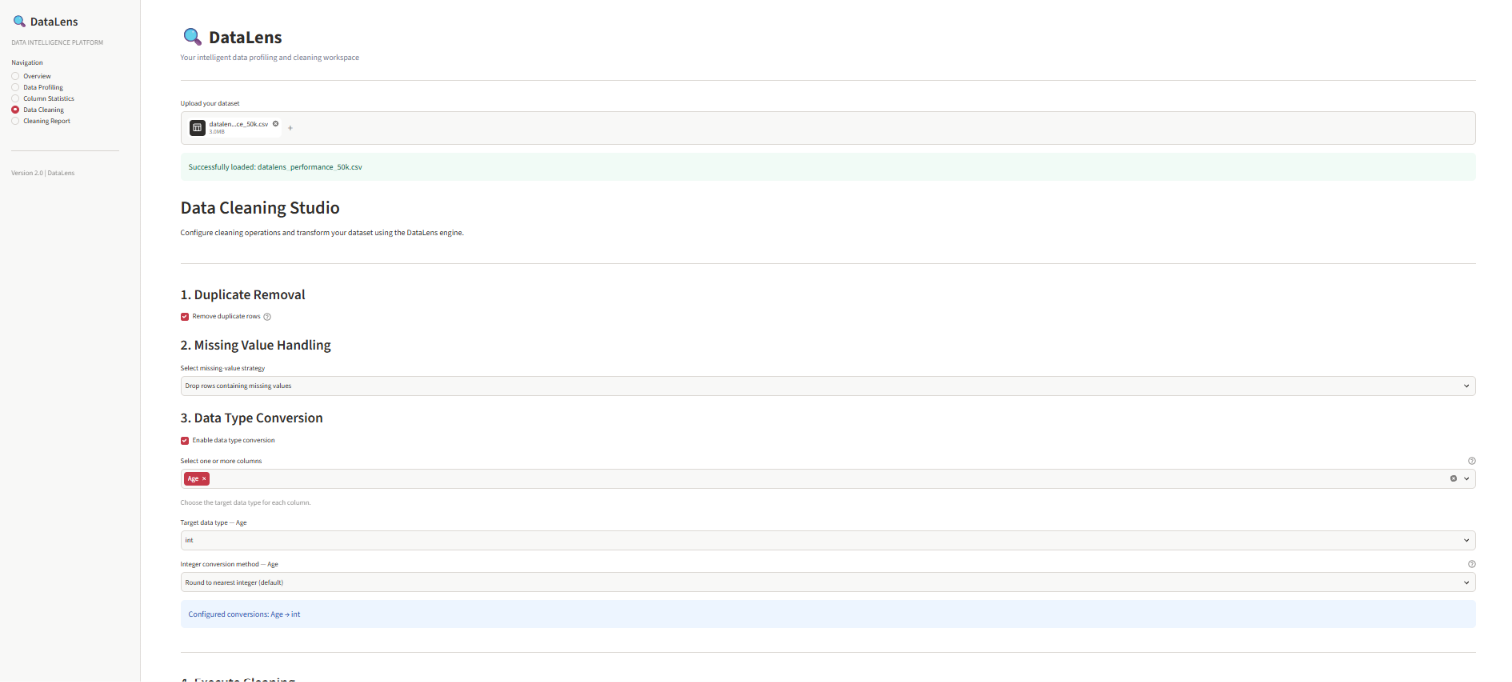 DataLens
DATA INTELLIGENCE PLATFORM
Navigation
Overview
Data Profiling
Column Statistics
Data Cleaning
Cleaning Report
Version 2.0 | DataLens
DataLens
Your intelligent data profiling and cleaning workspace
Upload your dataset
datalen...ce_50k.csv
3.0MB
Successfully loaded: datalens_performance_50k.csv
Data Cleaning Studio
Configure cleaning operations and transform your dataset using the DataLens engine.
1. Duplicate Removal
Remove duplicate rows
2. Missing Value Handling
Select missing-value strategy
Drop rows containing missing values
3. Data Type Conversion
Enable data type conversion
Select one or more columns
Age ×
Choose the target data type for each column.
Target data type — Age
int
Integer conversion method — Age
Round to nearest integer (default)
Configured conversions: Age → int
4. Execute Cleaning